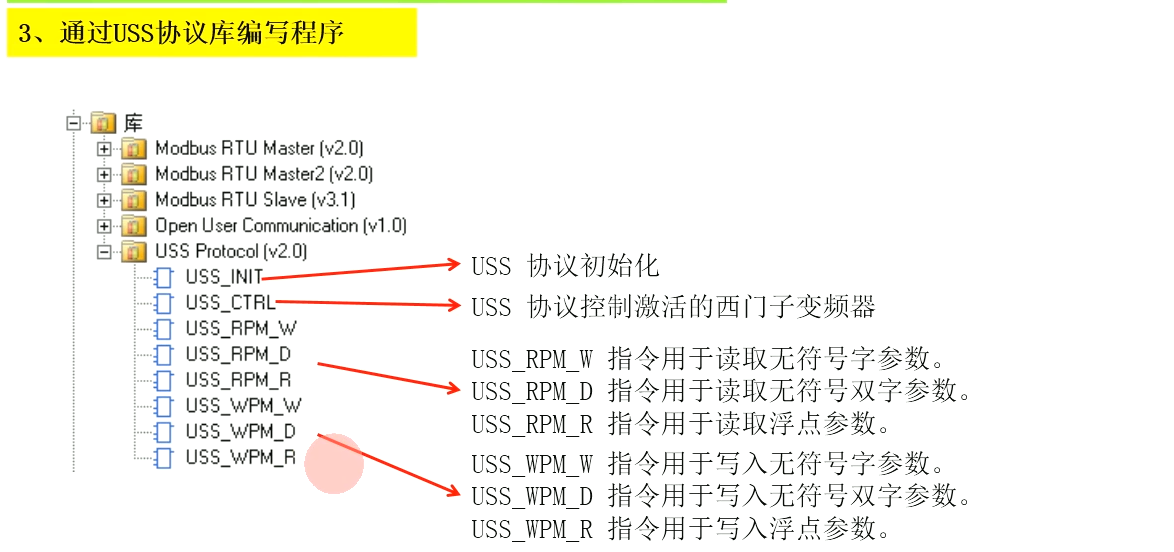 3、通过USS协议库编写程序
库
Modbus RTU Master (v2.0)
Modbus RTU Master2 (v2.0)
Modbus RTU Slave (v3.1)
Open User Communication (v1.0)
USS Protocol (v2.0)
USS_INIT
USS_CTRL
USS_RPM_W
USS_RPM_D
USS_RPM_R
USS_WPM_W
USS_WPM_D
USS_WPM_R
USS 协议初始化
USS 协议控制激活的西门子变频器
USS_RPM_W 指令用于读取无符号字参数。
USS_RPM_D 指令用于读取无符号双字参数。
USS_RPM_R 指令用于读取浮点参数。
USS_WPM_W 指令用于写入无符号字参数。
USS_WPM_D 指令用于写入无符号双字参数。
USS_WPM_R 指令用于写入浮点参数。